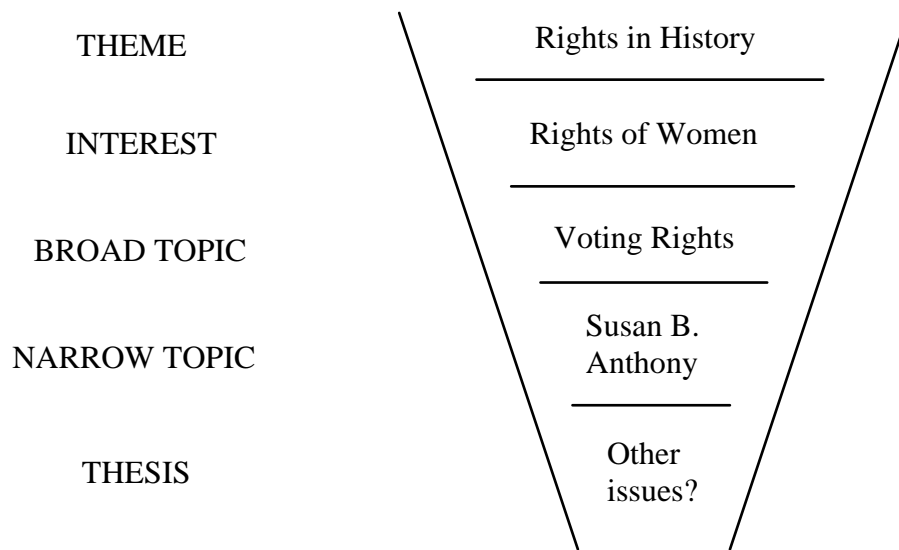 THEME Rights in History
INTEREST Rights of Women
BROAD TOPIC Voting Rights
NARROW TOPIC Susan B.
Anthony
THESIS Other
issues?